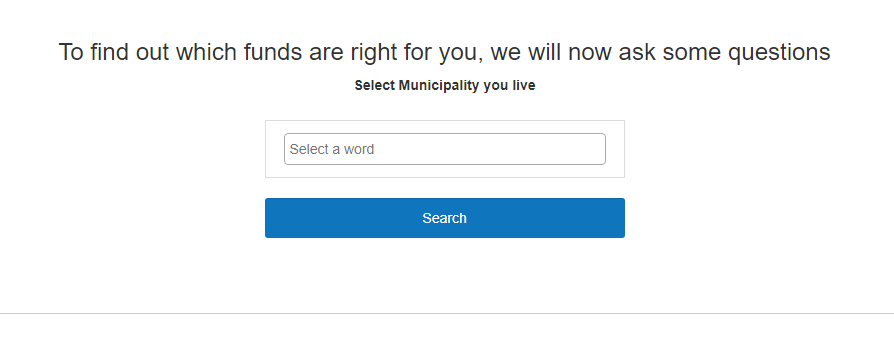 To find out which funds are right for you, we will now ask some questions
Select Municipality you live
Select a word
Search